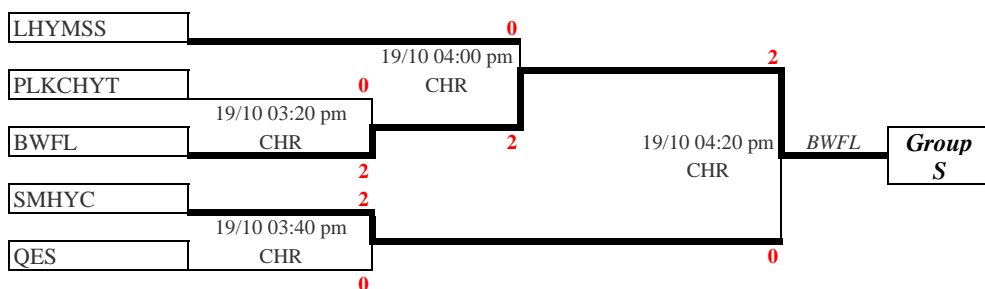 LHYMSS
0
19/10 04:00 pm
CHR
2
PLKCHYT
0
19/10 03:20 pm
CHR
BWFL
2
2
19/10 04:20 pm
CHR
BWFL
Group
S
SMHYC
2
19/10 03:40 pm
CHR
QES
0
0